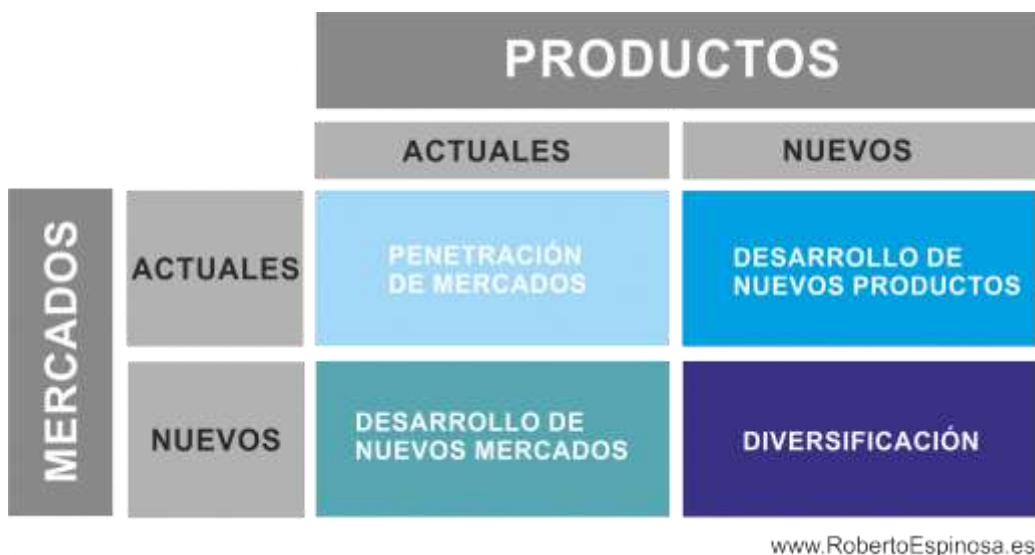 PRODUCTOS
ACTUALES
NUEVOS
MERCADOS
ACTUALES
PENETRACIÓN
DE MERCADOS
DESARROLLO DE
NUEVOS PRODUCTOS
NUEVOS
DESARROLLO DE
NUEVOS MERCADOS
DIVERSIFICACIÓN
www.RobertoEspinosa.es